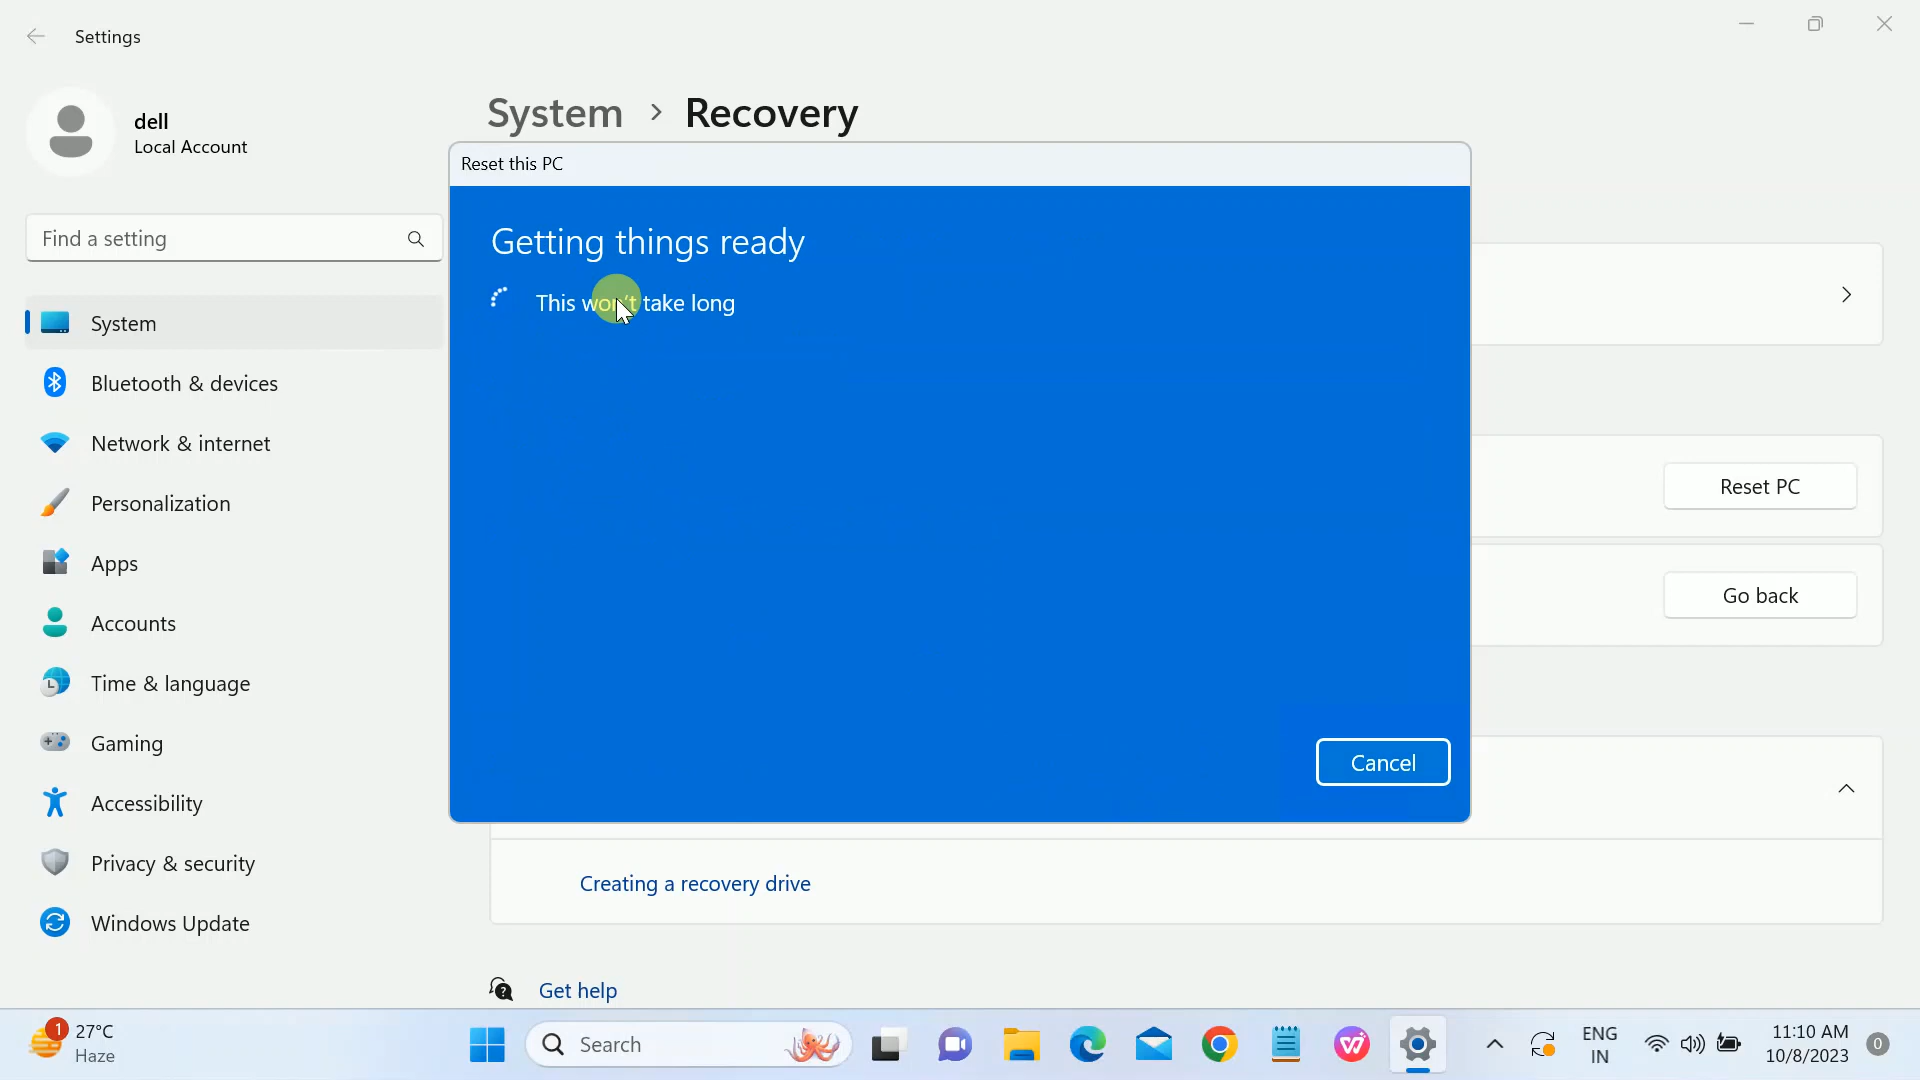 Settings
dell
Local Account
Find a setting
System
Bluetooth & devices
Network & internet
Personalization
Apps
Accounts
Time & language
Gaming
Accessibility
Privacy & security
Windows Update
System > Recovery
Reset this PC
Getting things ready
This won't take long
Cancel
Reset PC
Go back
Creating a recovery drive
Get help
1
27°C
Haze
Search
ENG
IN
11:10 AM
10/8/2023
0